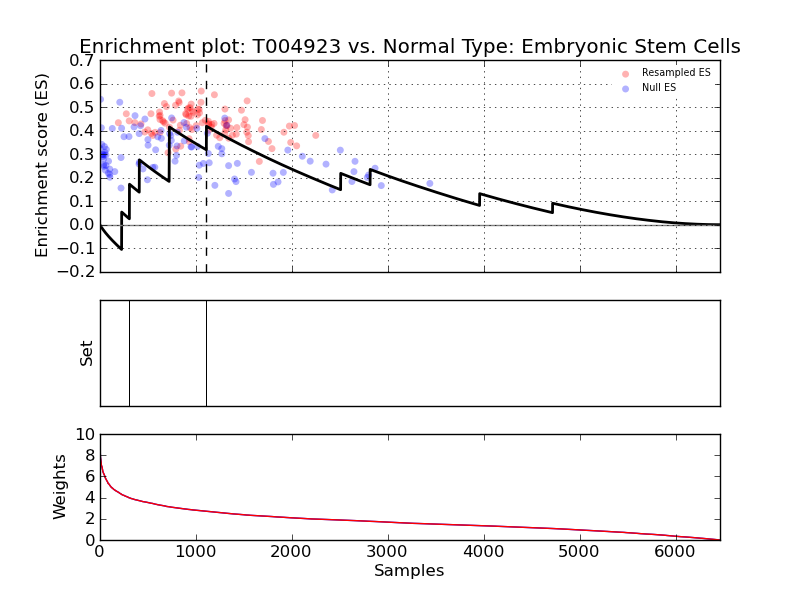 Enrichment plot: T004923 vs. Normal Type: Embryonic Stem Cells
Enrichment score (ES)
0.7
0.6
0.5
0.4
0.3
0.2
0.1
0.0
−0.1
−0.2
Resampled ES
Null ES
Set
Weights
10
8
6
4
2
0
0 1000 2000 3000 4000 5000 6000
Samples